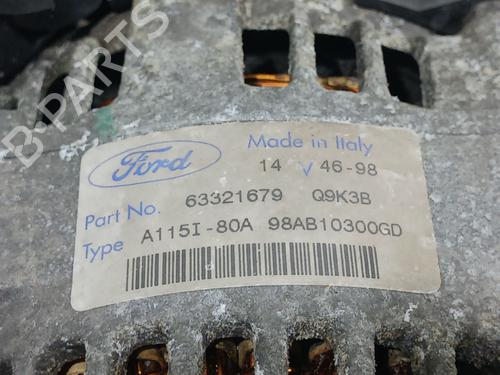 Ford
Made in Italy
14 V 46-98
Part No. 63321679 Q9K3B
Type A115I-80A 98AB10300GD
B-PARTS